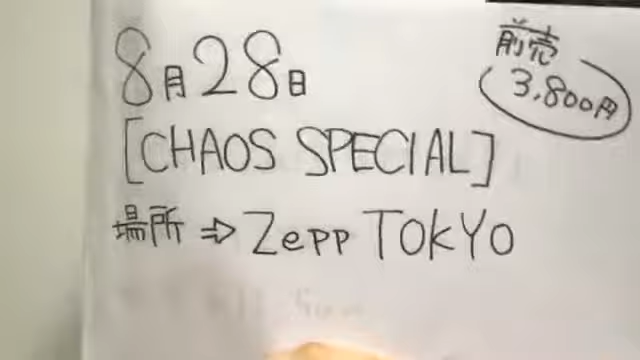 8月28日
前売
3,800円
[CHAOS SPECIAL]
場所 ⇒ Zepp TOKYO